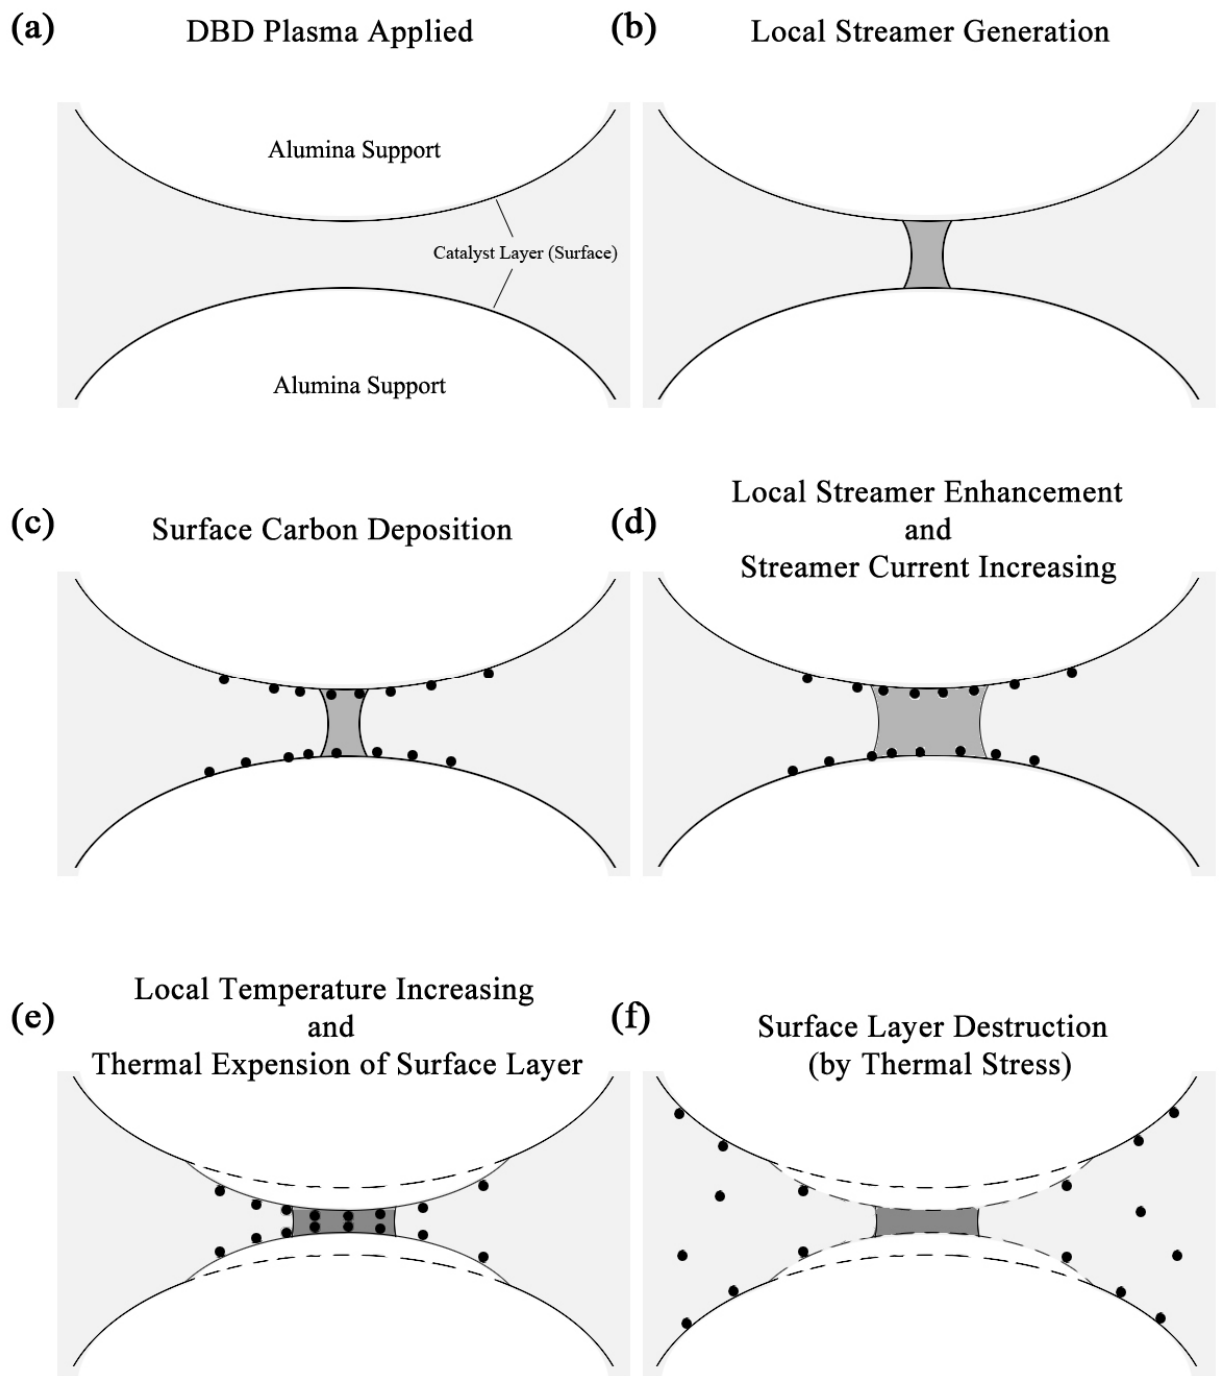 (a)
DBD Plasma Applied
Alumina Support
Catalyst Layer (Surface)
Alumina Support
(b)
Local Streamer Generation
(c)
Surface Carbon Deposition
(d)
Local Streamer Enhancement
and
Streamer Current Increasing
(e)
Local Temperature Increasing
and
Thermal Expension of Surface Layer
(f)
Surface Layer Destruction
(by Thermal Stress)